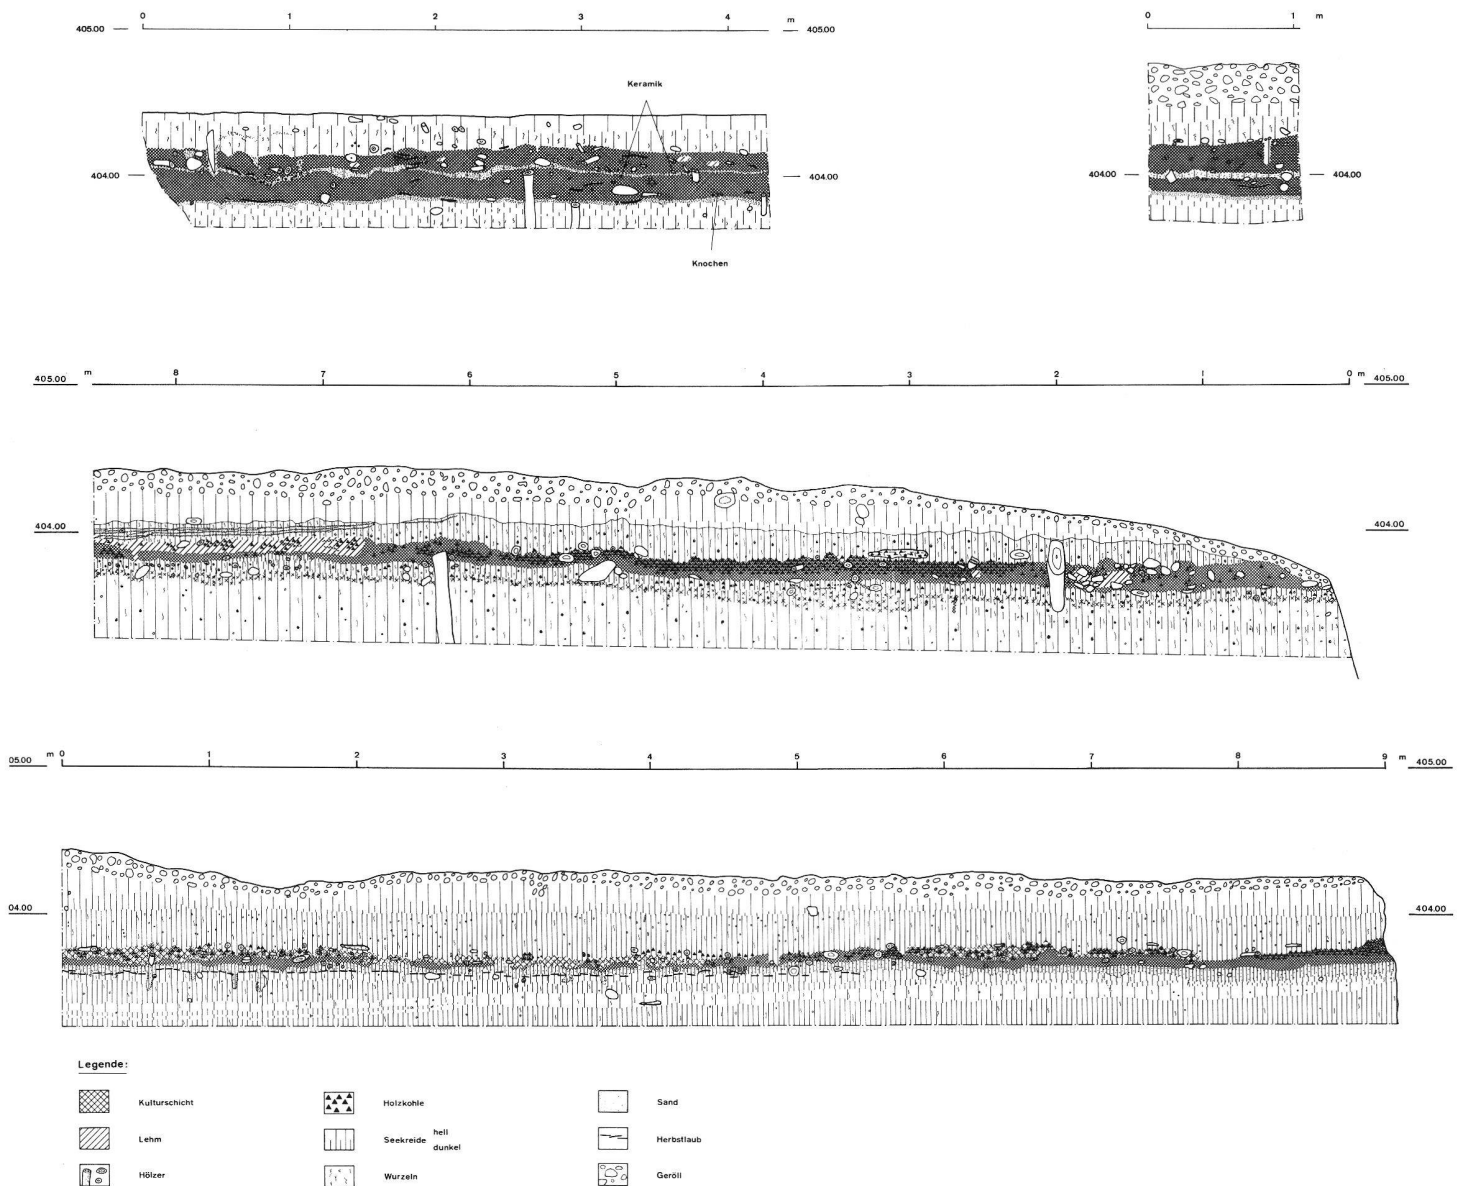 0 1 2 3 4 m
405.00 405.00
Keramik
404.00 404.00
Knochen
0 1 m
404.00 404.00
405.00 m 8 7 6 5 4 3 2 1 0 m 405.00
404.00 404.00
05.00 m 0 1 2 3 4 5 6 7 8 9 m 405.00
04.00 404.00
Legende:
Kulturschicht Holzkohle Sand
Lehm Seekreide hell dunkel Herbstlaub
Hölzer Wurzeln Geröll